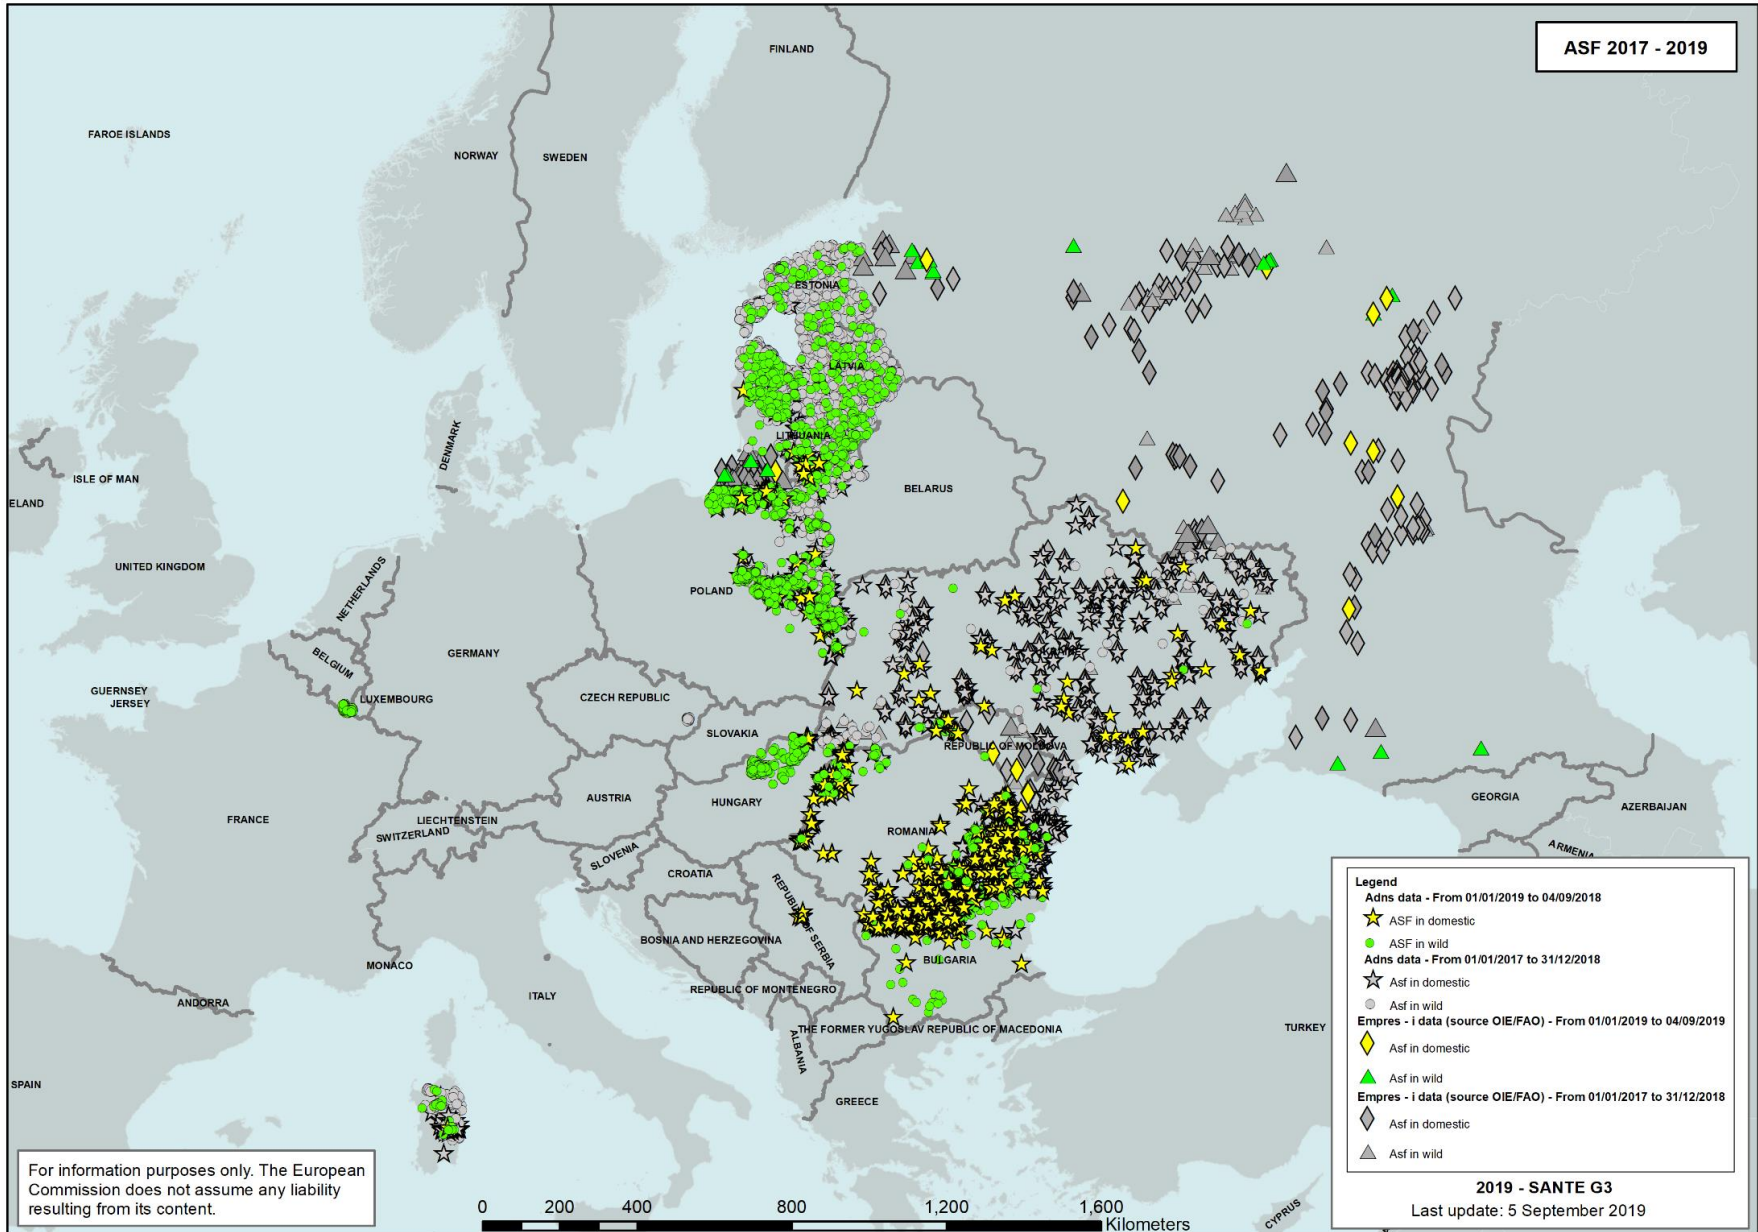 ASF 2017 - 2019
FINLAND
FAROE ISLANDS
NORWAY
SWEDEN
ESTONIA
LATVIA
LITHUANIA
DENMARK
ISLE OF MAN
ELAND
BELARUS
UNITED KINGDOM
NETHERLANDS
POLAND
BELGIUM
GERMANY
GUERNSEY
JERSEY
LUXEMBOURG
CZECH REPUBLIC
SLOVAKIA
REPUBLIC OF MOLDOVA
AUSTRIA
HUNGARY
FRANCE
LIECHTENSTEIN
SWITZERLAND
SLOVENIA
ROMANIA
CROATIA
REPUBLIC OF SERBIA
BOSNIA AND HERZEGOVINA
GEORGIA
AZERBAIJAN
ARMENIA
MONACO
BULGARIA
ANDORRA
ITALY
REPUBLIC OF MONTENEGRO
THE FORMER YUGOSLAV REPUBLIC OF MACEDONIA
ALBANIA
TURKEY
SPAIN
GREECE
CYPRUS
Legend
Adns data - From 01/01/2019 to 04/09/2018
ASF in domestic
ASF in wild
Adns data - From 01/01/2017 to 31/12/2018
Asf in domestic
Asf in wild
Empres - i data (source OIE/FAO) - From 01/01/2019 to 04/09/2019
Asf in domestic
Asf in wild
Empres - i data (source OIE/FAO) - From 01/01/2017 to 31/12/2018
Asf in domestic
Asf in wild
2019 - SANTE G3
Last update: 5 September 2019
For information purposes only. The European
Commission does not assume any liability
resulting from its content.
0 200 400 800 1,200 1,600
Kilometers